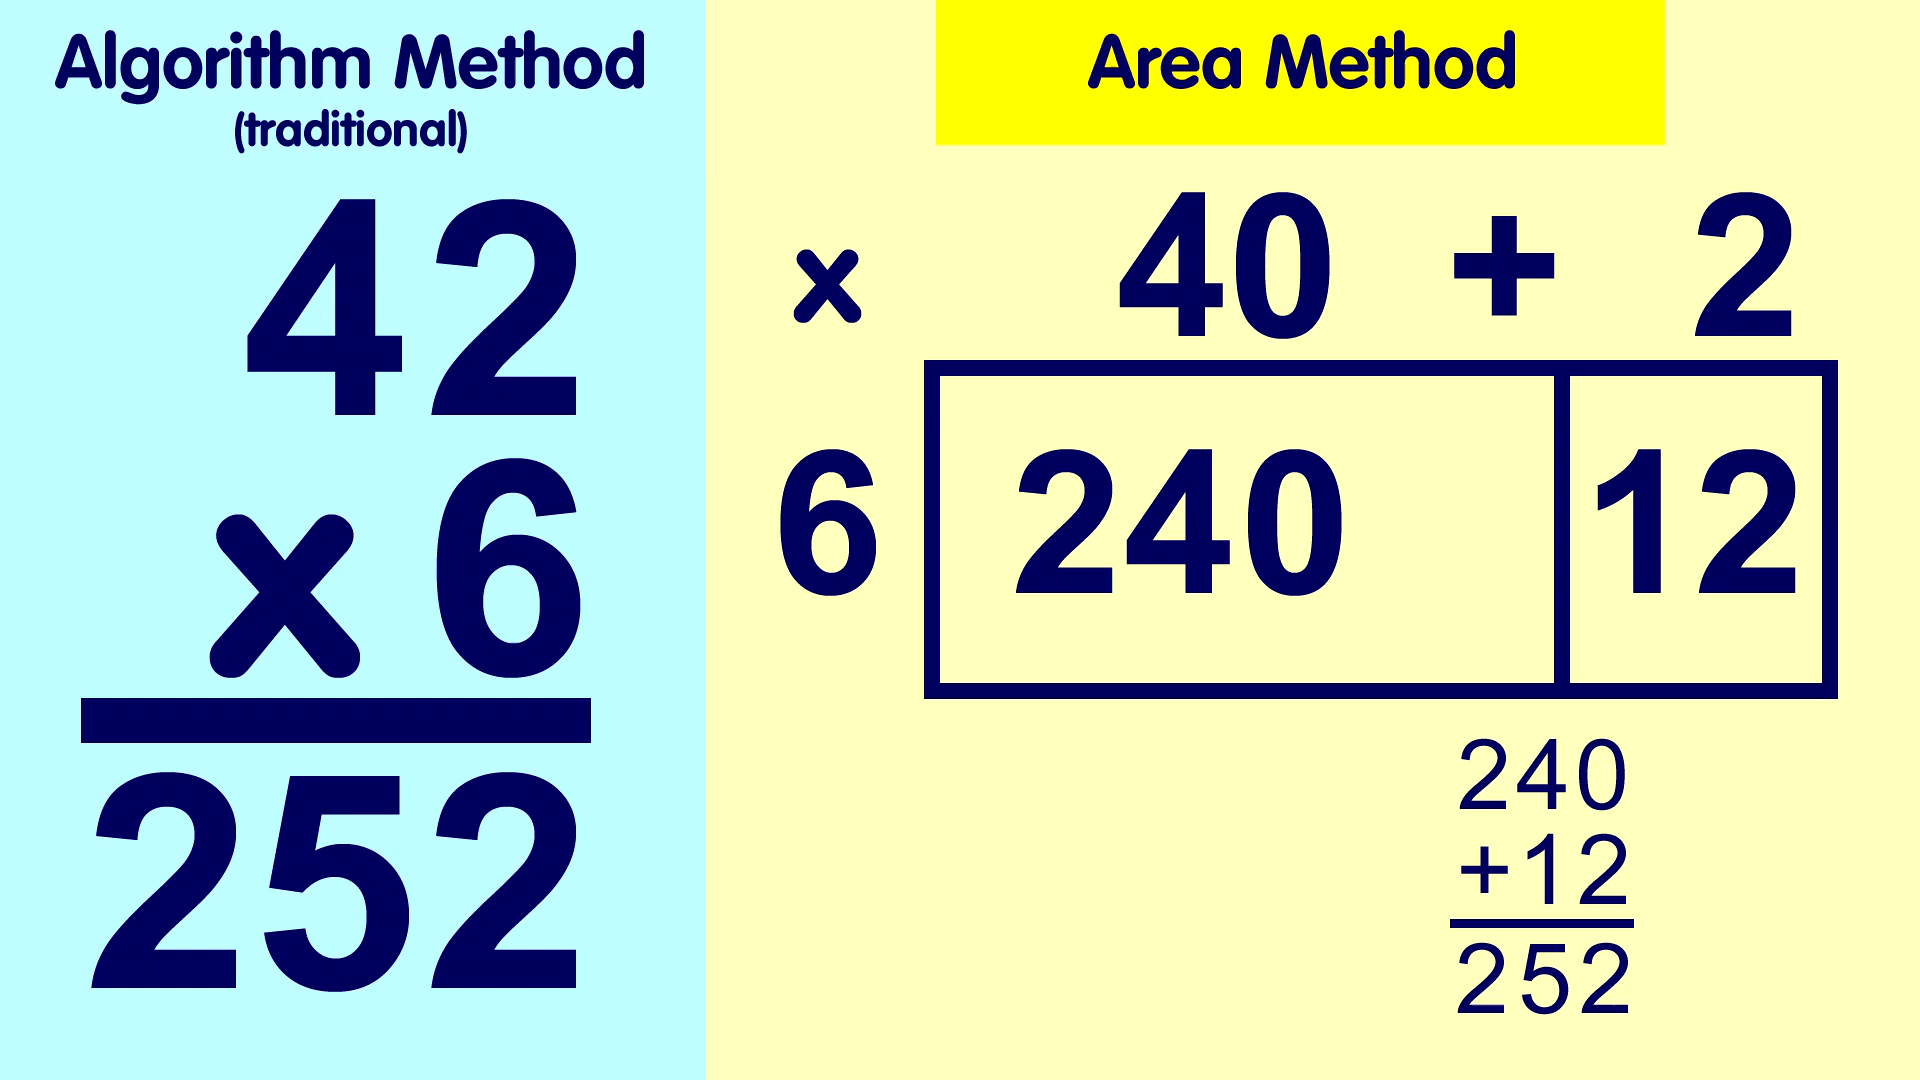 Algorithm Method
(traditional)
42
x 6
252
Area Method
x 40 + 2
6 240 12
240
+12
252